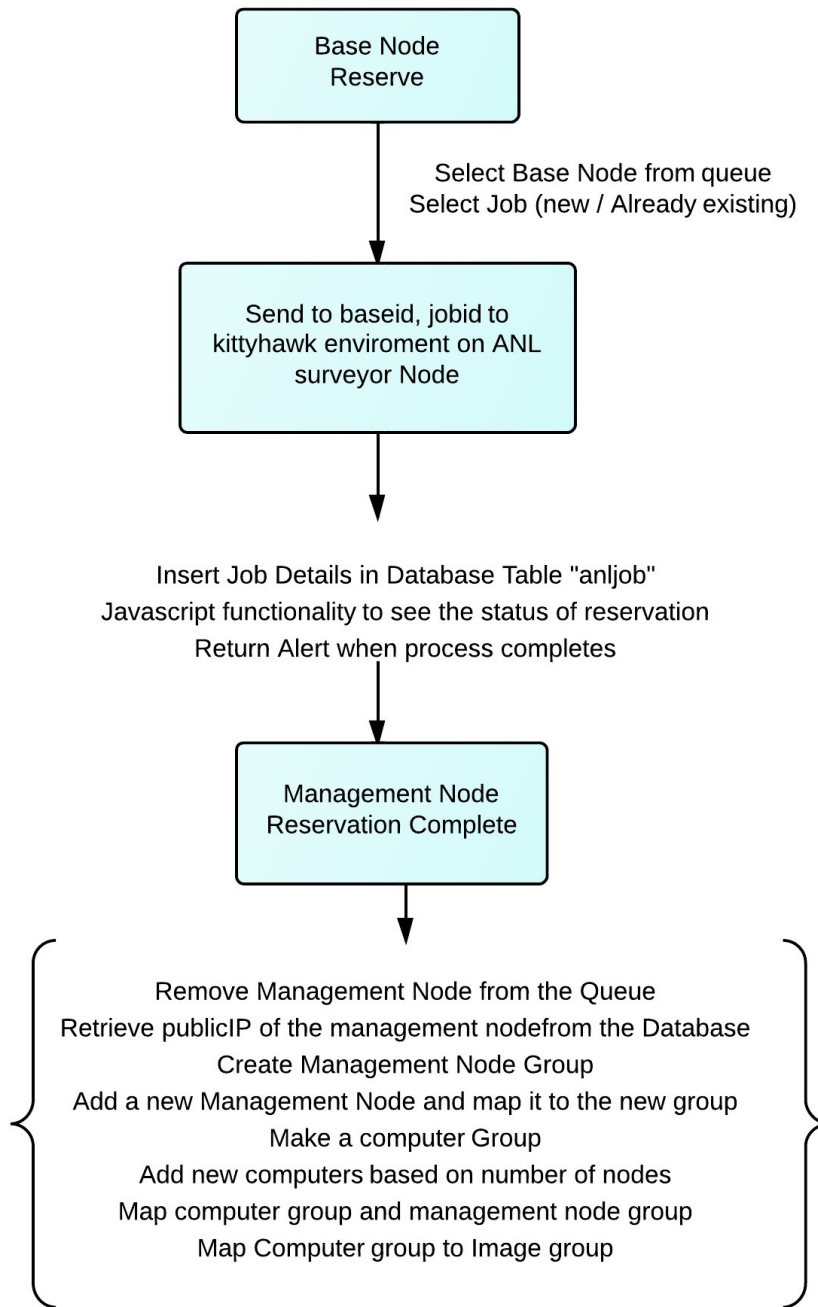 Base Node
Reserve
Select Base Node from queue
Select Job (new / Already existing)
Send to baseid, jobid to
kittyhawk enviroment on ANL
surveyor Node
Insert Job Details in Database Table "anljob"
Javascript functionality to see the status of reservation
Return Alert when process completes
Management Node
Reservation Complete
Remove Management Node from the Queue
Retrieve publicIP of the management nodefrom the Database
Create Management Node Group
Add a new Management Node and map it to the new group
Make a computer Group
Add new computers based on number of nodes
Map computer group and management node group
Map Computer group to Image group